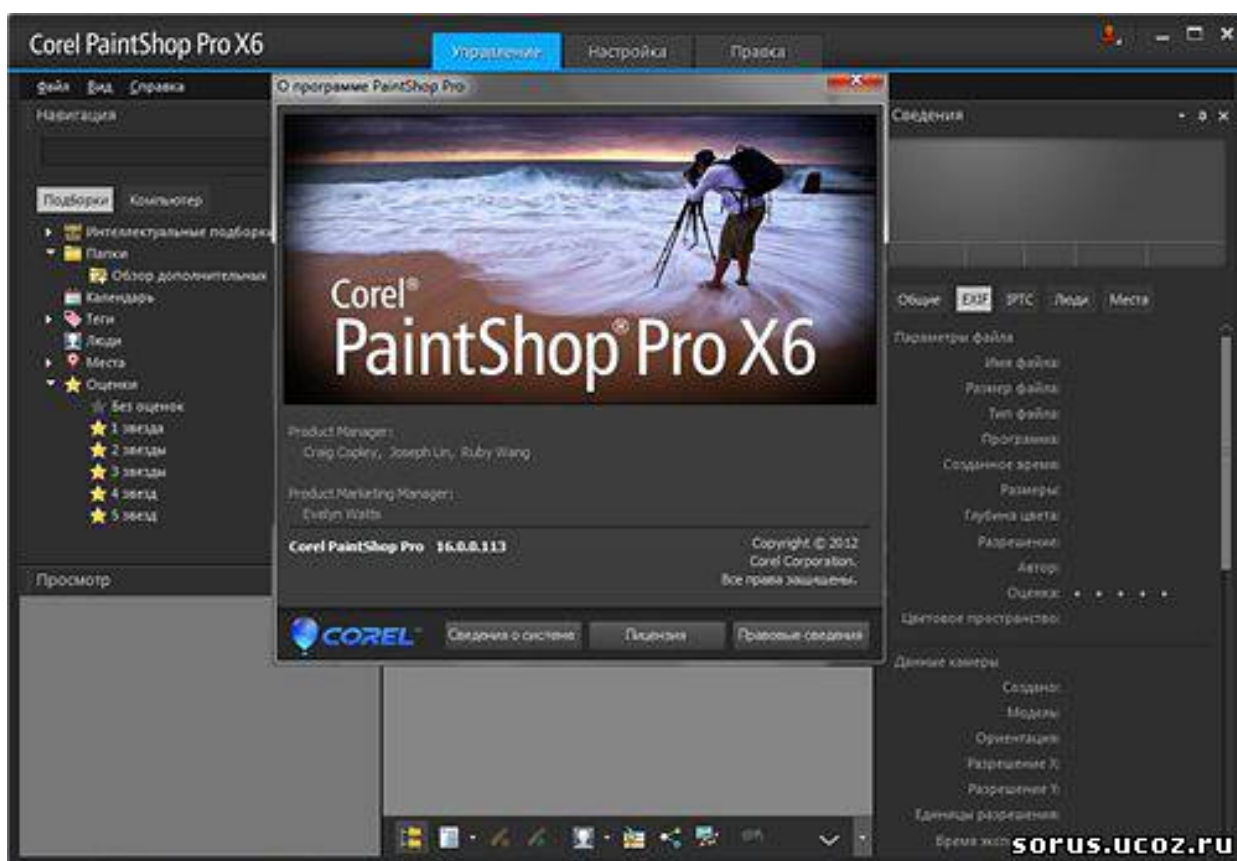 Corel PaintShop Pro X6
Управление
Настройка
Правка
Файл Вид Справка
Навигация
Подборки
Компьютер
Интеллектуальные подборки
Папки
Обзор дополнительных
Календарь
Теги
Люди
Места
Оценки
Без оценок
1 звезда
2 звезды
3 звезды
4 звезд
5 звезд
Просмотр
О программе PaintShop Pro
Corel®
PaintShop® Pro X6
Product Manager:
Craig Copley, Joseph Lin, Ruby Wang
Product Marketing Manager:
Evelyn Watts
Corel PaintShop Pro 16.0.0.113
Copyright © 2012
Corel Corporation.
Все права защищены.
COREL™
Сведения о системе
Лицензия
Правовые сведения
Сведения
Общие
EXIF
IPTC
Люди
Места
Параметры файла
Имя файла:
Размер файла:
Тип файла:
Программа:
Созданное время:
Размеры:
Глубина цвета:
Разрешение:
Автор:
Оценка:
Цветовое пространство:
Данные камеры
Создано:
Модель:
Ориентация:
Разрешение X:
Разрешение Y:
Единицы разрешения:
Время
sorus.ucoz.ru